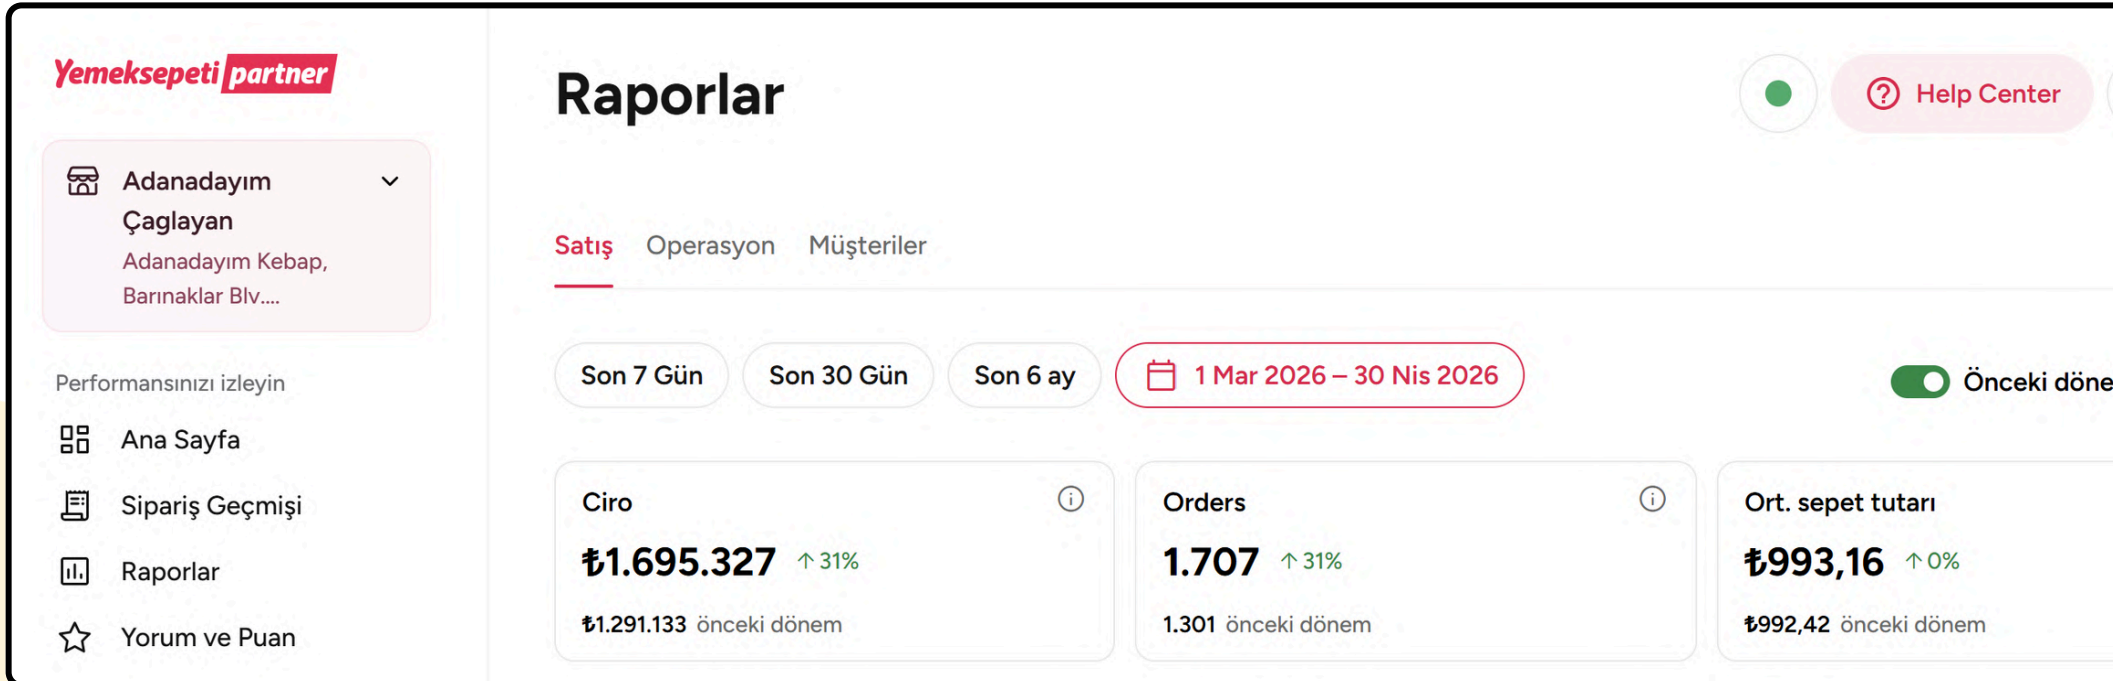 Yemeksepeti partner
Adanadayım
Çaglayan
Adanadayım Kebap,
Barınaklar Blv....
Performansınızı izleyin
Ana Sayfa
Sipariş Geçmişi
Raporlar
Yorum ve Puan
Raporlar
Help Center
Satış Operasyon Müşteriler
Son 7 Gün Son 30 Gün Son 6 ay 1 Mar 2026 – 30 Nis 2026 Önceki döne
Ciro
₺1.695.327 ↑ 31%
₺1.291.133 önceki dönem
Orders
1.707 ↑ 31%
1.301 önceki dönem
Ort. sepet tutarı
₺993,16 ↑ 0%
₺992,42 önceki dönem